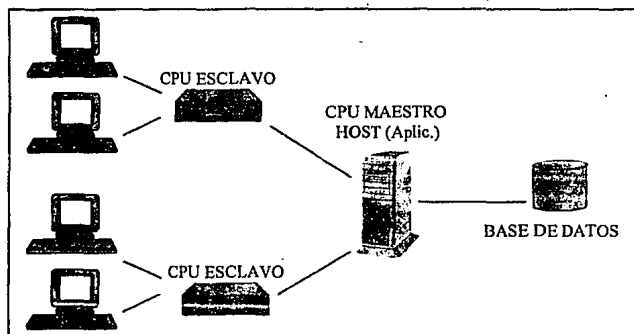 CPU ESCLAVO
CPU MAESTRO
HOST (Aplic.)
BASE DE DATOS
CPU ESCLAVO